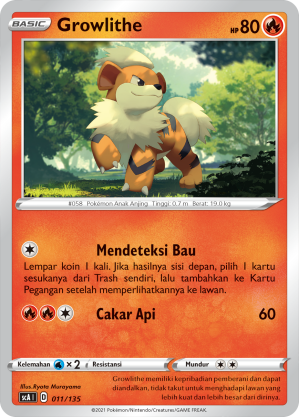 BASIC Growlithe HP 80
#058 Pokémon Anak Anjing Tinggi: 0.7 m Berat: 19.0 kg
Mendeteksi Bau
Lempar koin 1 kali. Jika hasilnya sisi depan, pilih 1 kartu
sesukanya dari Trash sendiri, lalu tambahkan ke Kartu
Pegangan setelah memperlihatkannya ke lawan.
Cakar Api 60
Kelemahan ×2 Resistansi Mundur
Illus. Ryota Murayama
sc1 I D 011/135
Growlithe memiliki kepribadian pemberani dan dapat
diandalkan, tidak takut untuk menghadapi lawan yang
lebih kuat dan lebih besar dari dirinya.
©2021 Pokémon/Nintendo/Creatures/GAME FREAK.